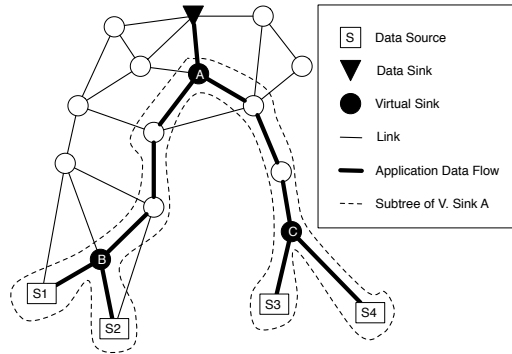 A
B
C
S1
S2
S3
S4
S Data Source
Data Sink
Virtual Sink
Link
Application Data Flow
Subtree of V. Sink A